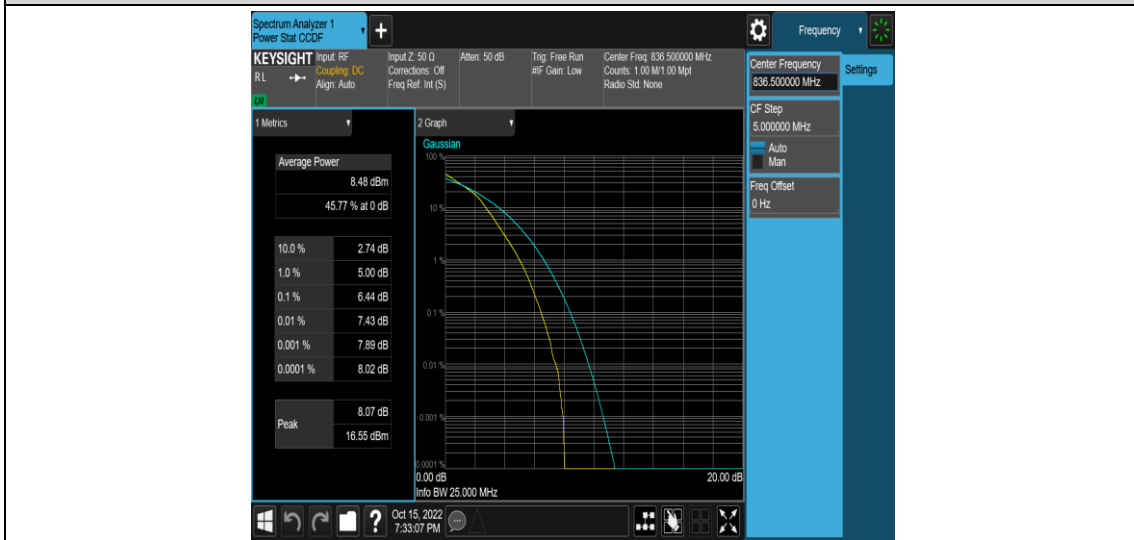 Spectrum Analyzer 1
Power Stat CCDF
+
Frequency
KEYSIGHT
RL
LXI
Input: RF
Coupling: DC
Align: Auto
Input Z: 50 Ω
Corrections: Off
Freq Ref: Int (S)
Atten: 50 dB
Trig: Free Run
#IF Gain: Low
Center Freq: 836.500000 MHz
Counts: 1.00 M/1.00 Mpt
Radio Std: None
Center Frequency
836.500000 MHz
Settings
CF Step
5.000000 MHz
Auto
Man
Freq Offset
0 Hz
1 Metrics
Average Power
8.48 dBm
45.77 % at 0 dB
10.0 % 2.74 dB
1.0 % 5.00 dB
0.1 % 6.44 dB
0.01 % 7.43 dB
0.001 % 7.89 dB
0.0001 % 8.02 dB
Peak
8.07 dB
16.55 dBm
2 Graph
Gaussian
100 %
10 %
1 %
0.1 %
0.01 %
0.001 %
0.0001 %
0.00 dB 20.00 dB
Info BW 25.000 MHz
?
Oct 15, 2022
7:33:07 PM